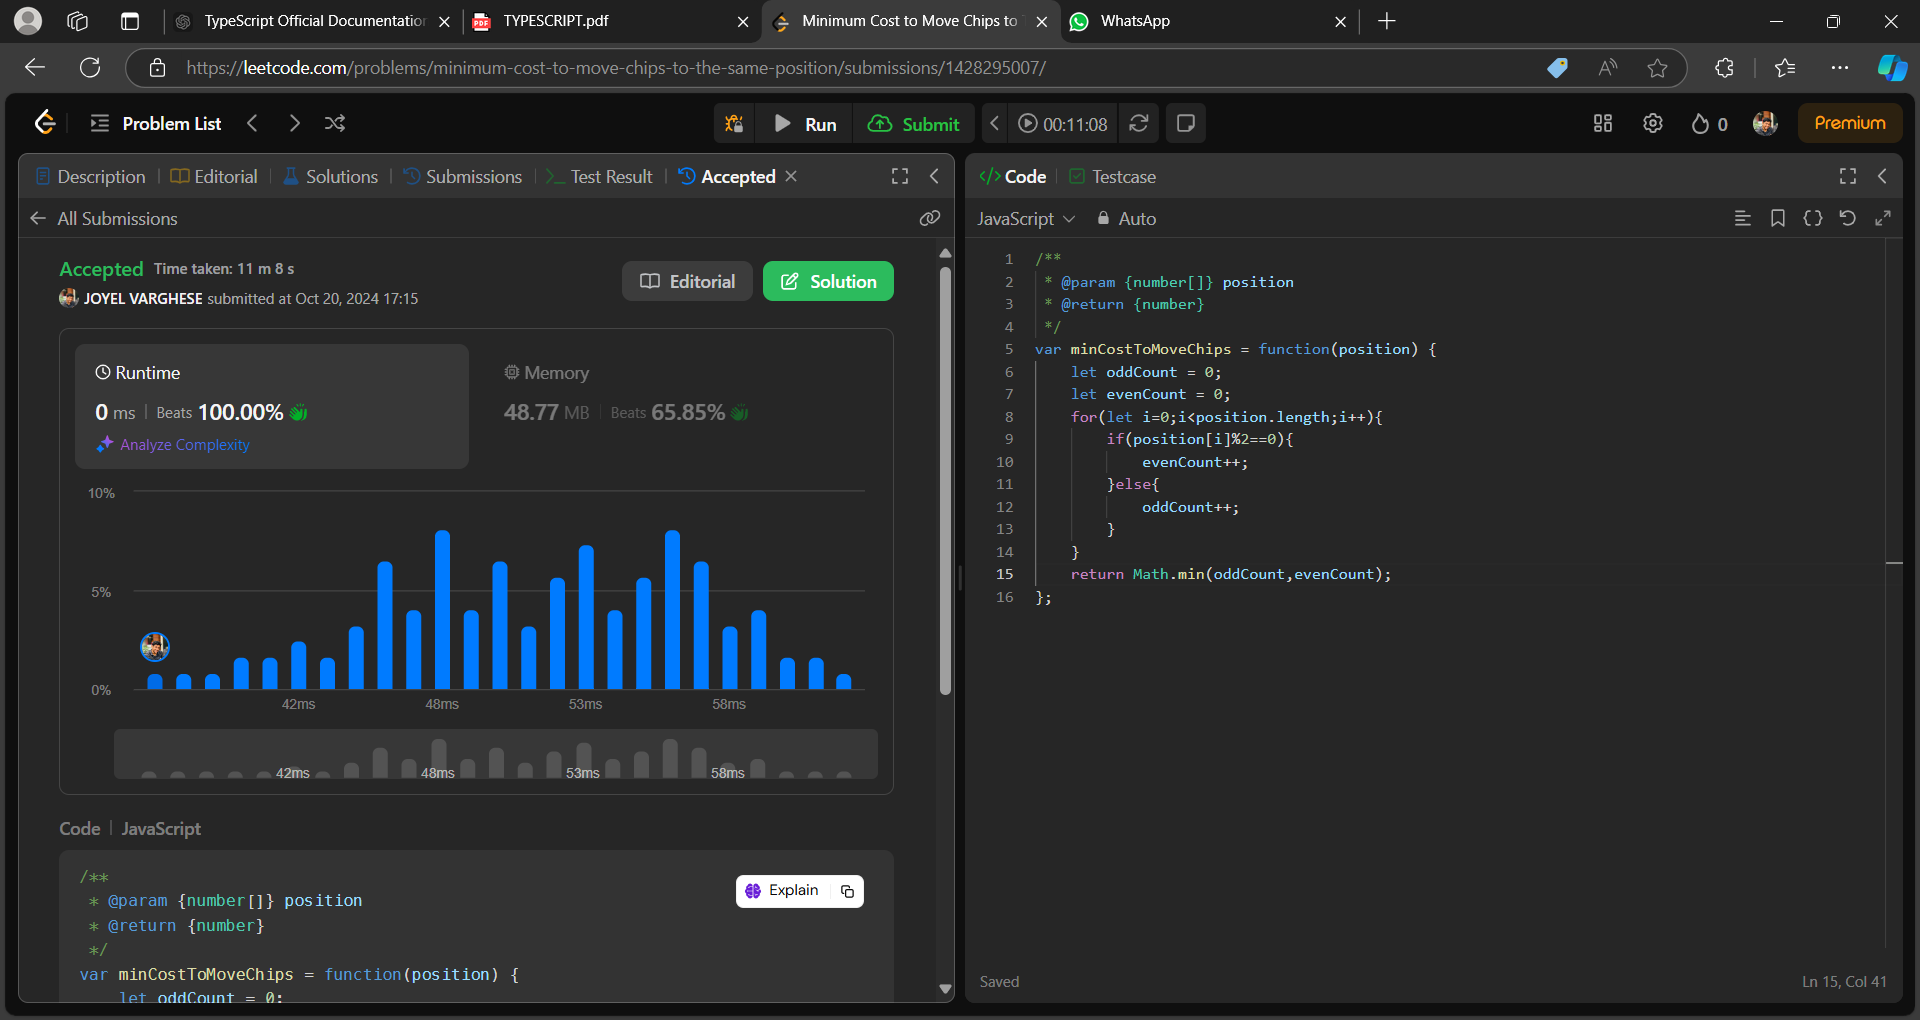 TypeScript Official Documentation
TYPESCRIPT.pdf
Minimum Cost to Move Chips to
WhatsApp
https://leetcode.com/problems/minimum-cost-to-move-chips-to-the-same-position/submissions/1428295007/
Problem List
Run
Submit
00:11:08
0
Premium
Description
Editorial
Solutions
Submissions
Test Result
Accepted
All Submissions
Accepted Time taken: 11 m 8 s
JOYEL VARGHESE submitted at Oct 20, 2024 17:15
Editorial
Solution
Runtime
0 ms | Beats 100.00%
Analyze Complexity
Memory
48.77 MB | Beats 65.85%
10%
5%
0%
42ms 48ms 53ms 58ms
42ms 48ms 53ms 58ms
Code | JavaScript
Explain
/**
* @param {number[]} position
* @return {number}
*/
var minCostToMoveChips = function(position) {
let oddCount = 0;
</> Code
Testcase
JavaScript
Auto
1 /**
2 * @param {number[]} position
3 * @return {number}
4 */
5 var minCostToMoveChips = function(position) {
6 let oddCount = 0;
7 let evenCount = 0;
8 for(let i=0;i<position.length;i++){
9 if(position[i]%2==0){
10 evenCount++;
11 }else{
12 oddCount++;
13 }
14 }
15 return Math.min(oddCount,evenCount);
16 };
Saved
Ln 15, Col 41